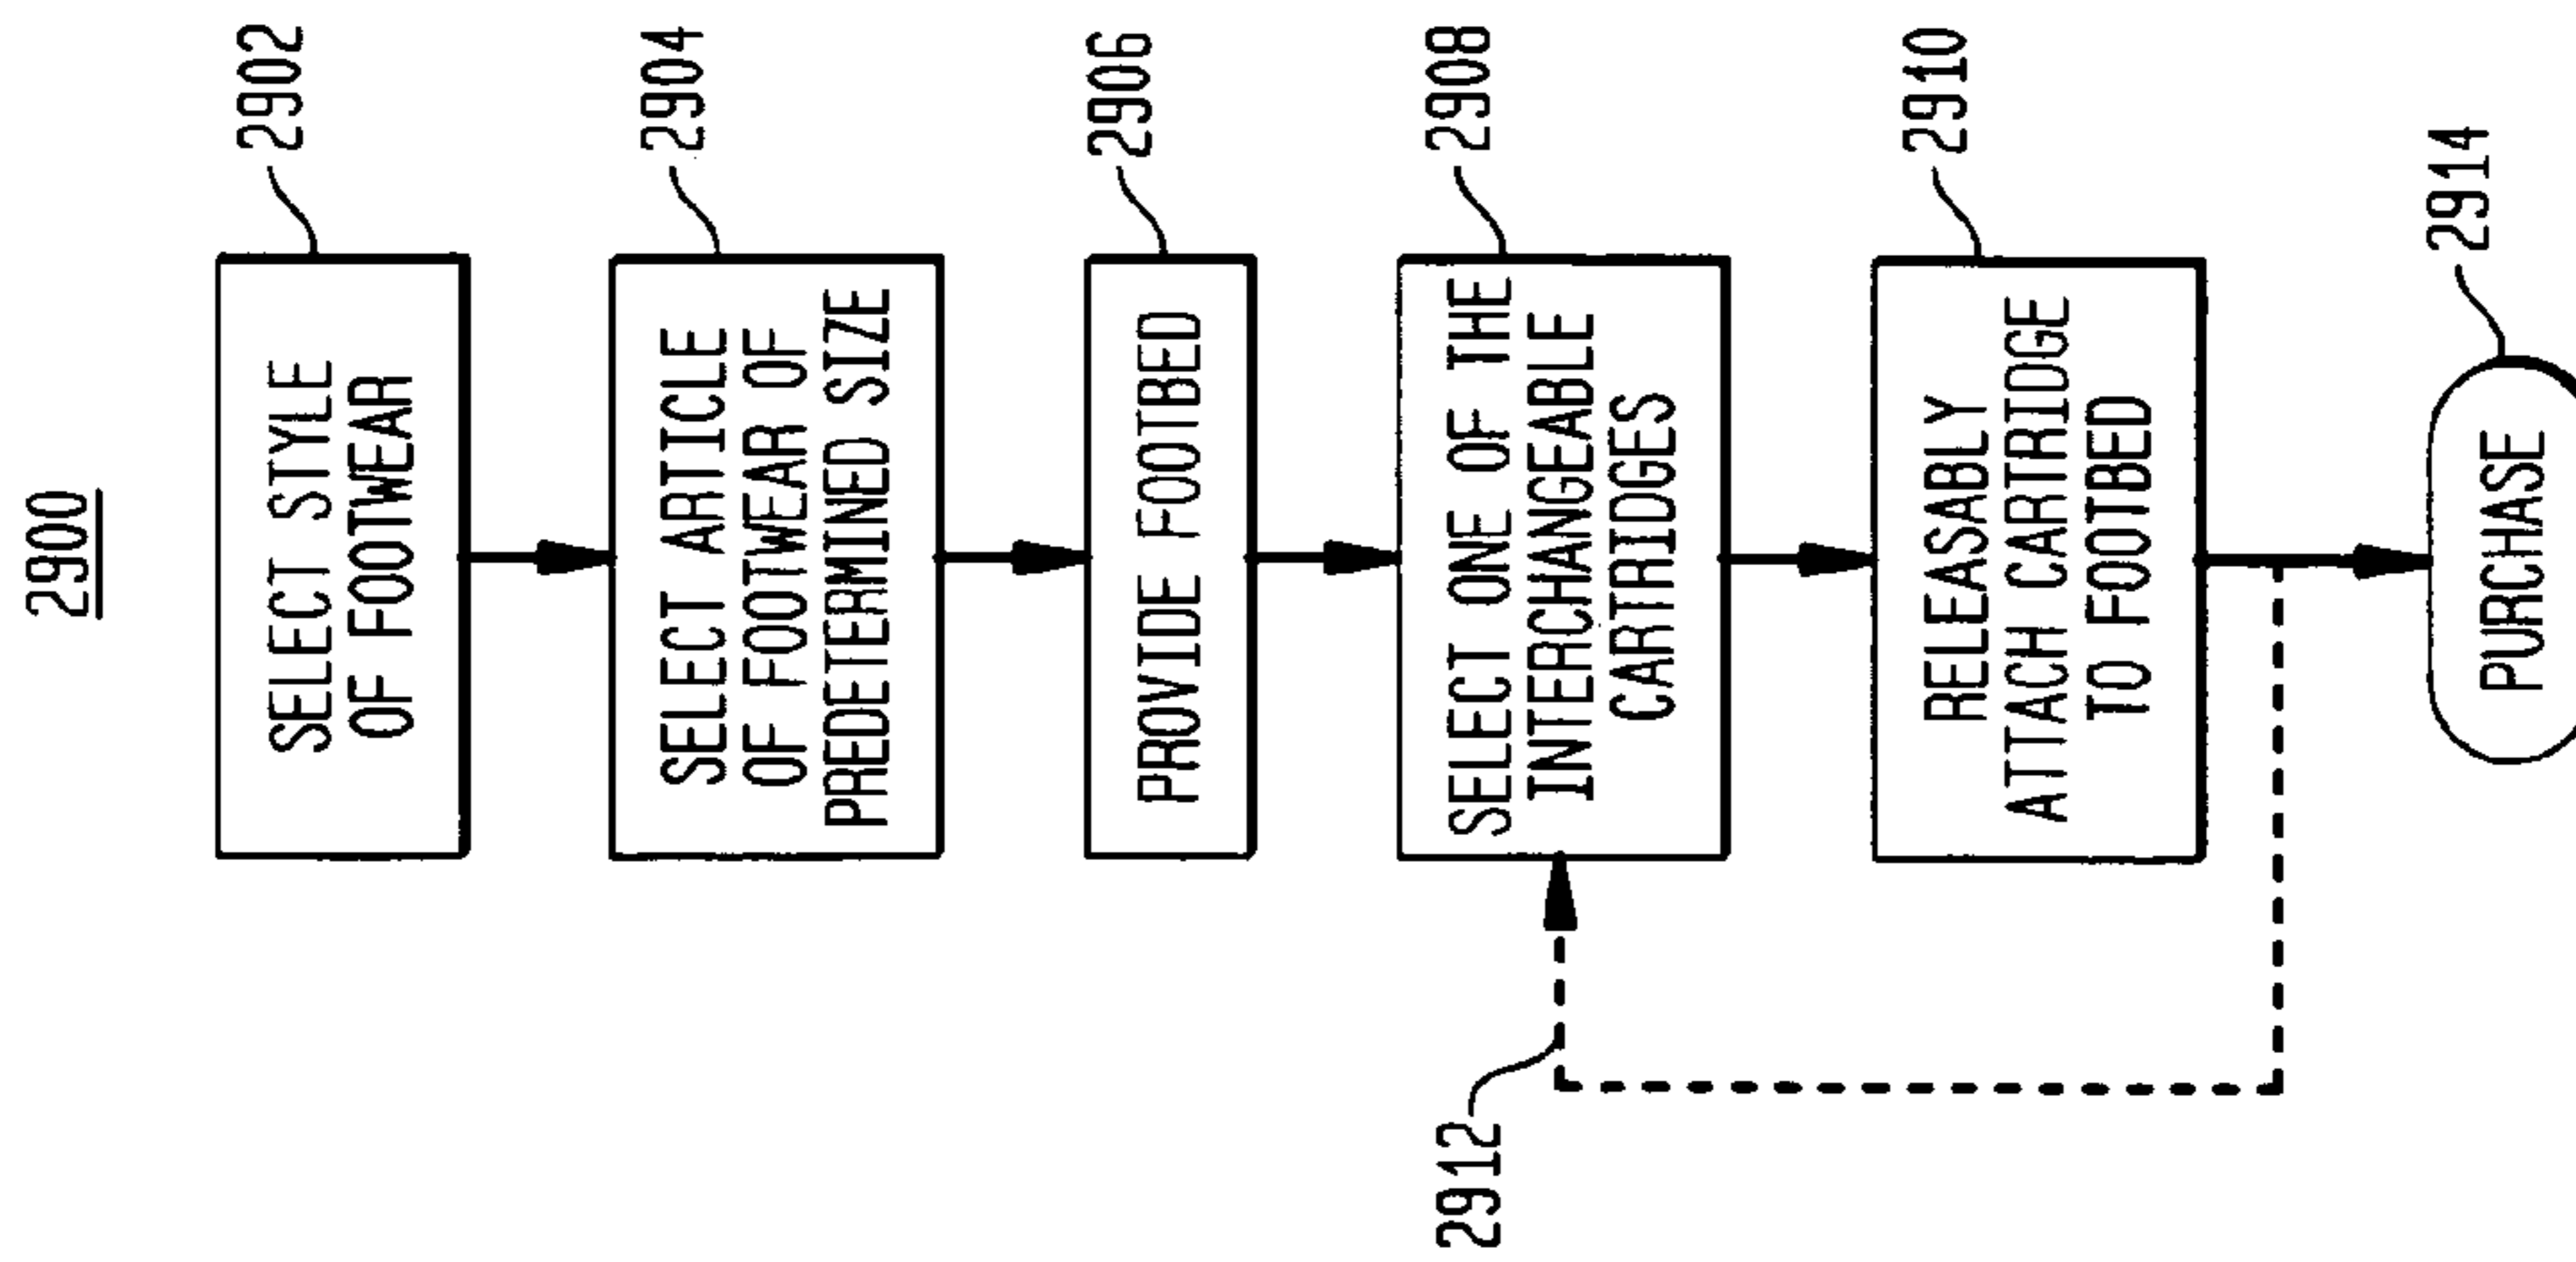 2900
SELECT STYLE
OF FOOTWEAR
2902
SELECT ARTICLE
OF FOOTWEAR OF
PREDETERMINED SIZE
2904
PROVIDE FOOTBED
2906
SELECT ONE OF THE
INTERCHANGEABLE
CARTRIDGES
2908
2912
RELEASABLY
ATTACH CARTRIDGE
TO FOOTBED
2910
PURCHASE
2914